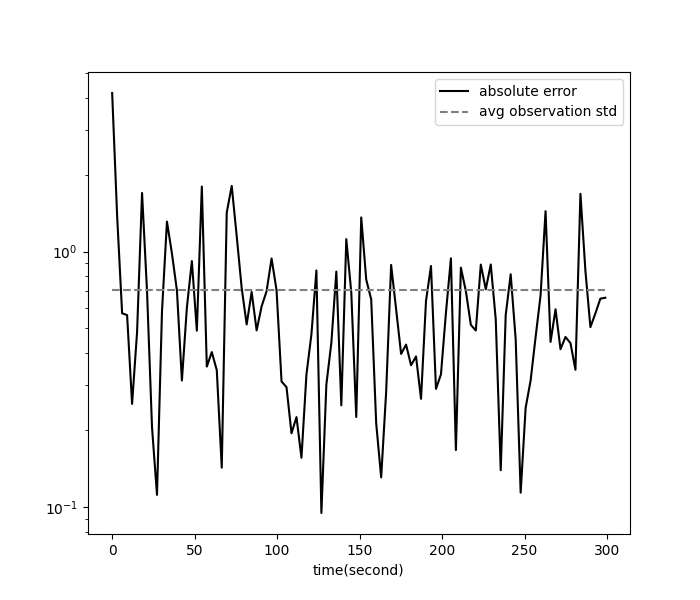 absolute error
avg observation std
10⁰
10⁻¹
0 50 100 150 200 250 300
time(second)